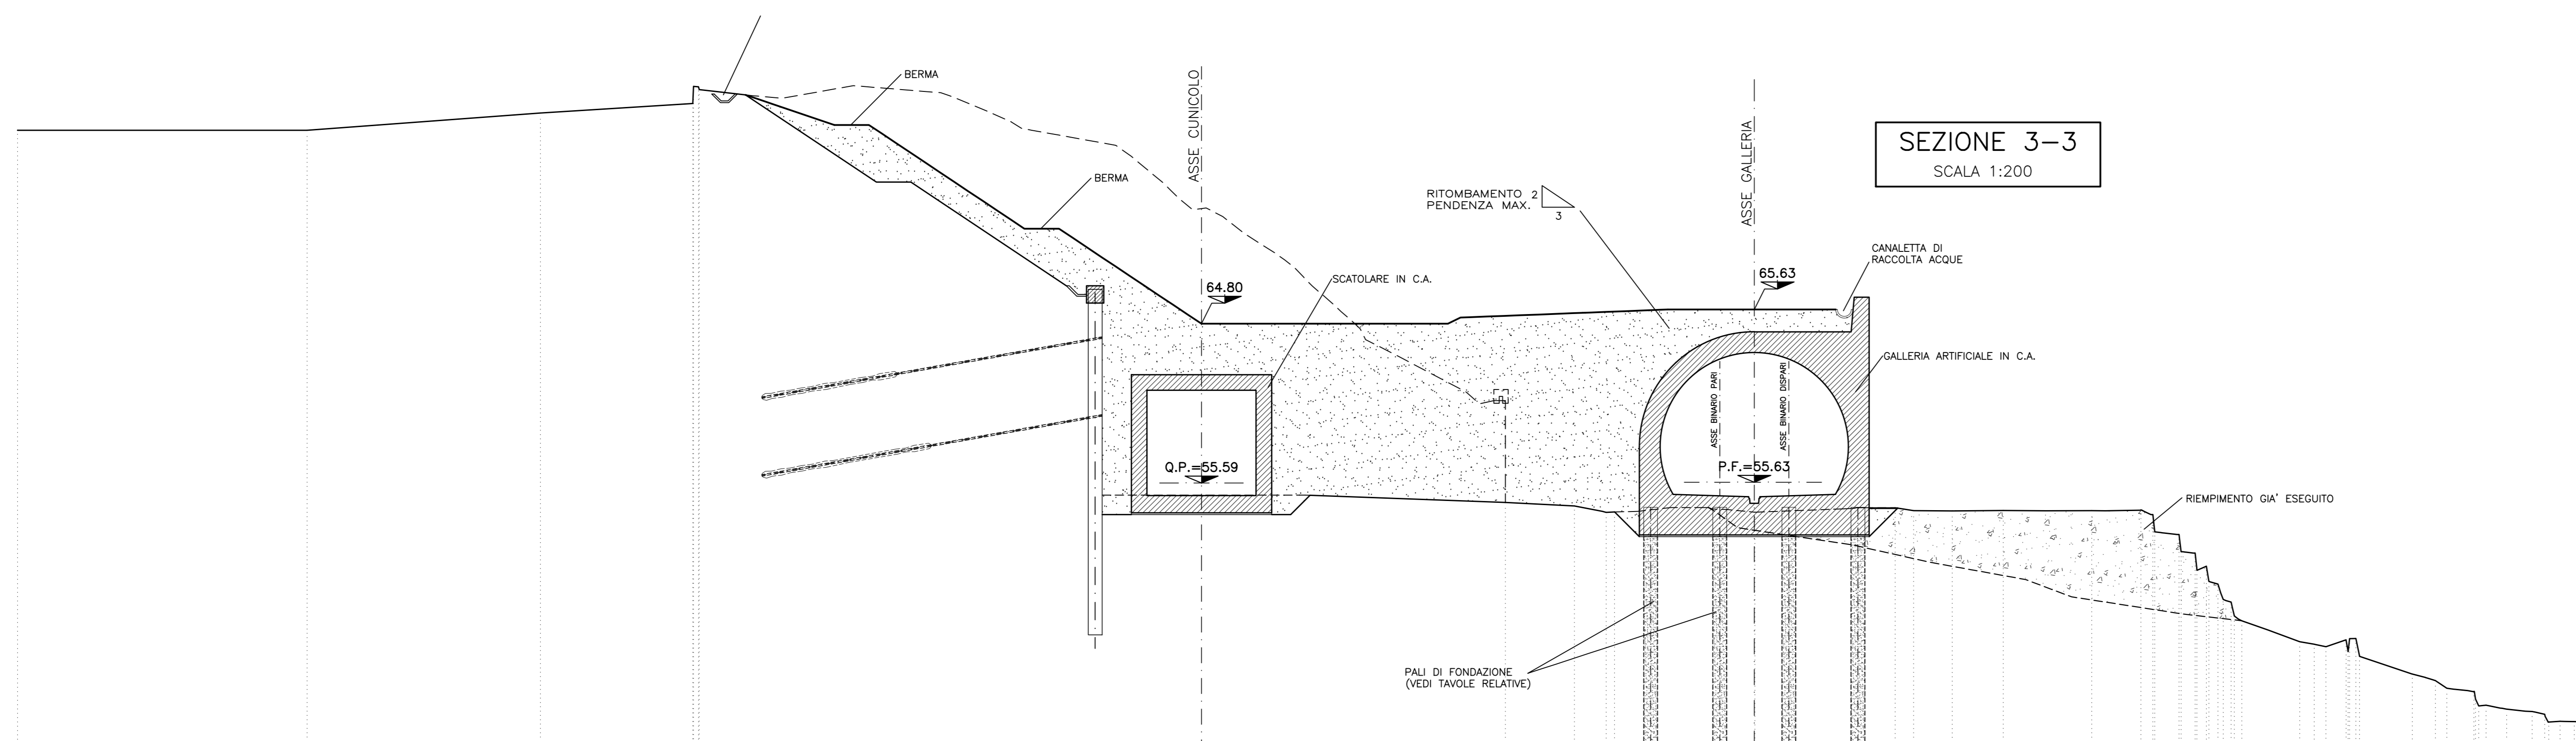 BERMA
BERMA
ASSE CUNICOLO
ASSE GALLERIA
SEZIONE 3-3
SCALA 1:200
RITOMBAMENTO 2
PENDENZA MAX.
3
CANALETTA DI
RACCOLTA ACQUE
64.80
65.63
SCATOLARE IN C.A.
GALLERIA ARTIFICIALE IN C.A.
ASSE BINARIO PARI
ASSE BINARIO DISPARI
Q.P.=55.59
P.F.=55.63
RIEMPIMENTO GIA' ESEGUITO
PALI DI FONDAZIONE
(VEDI TAVOLE RELATIVE)